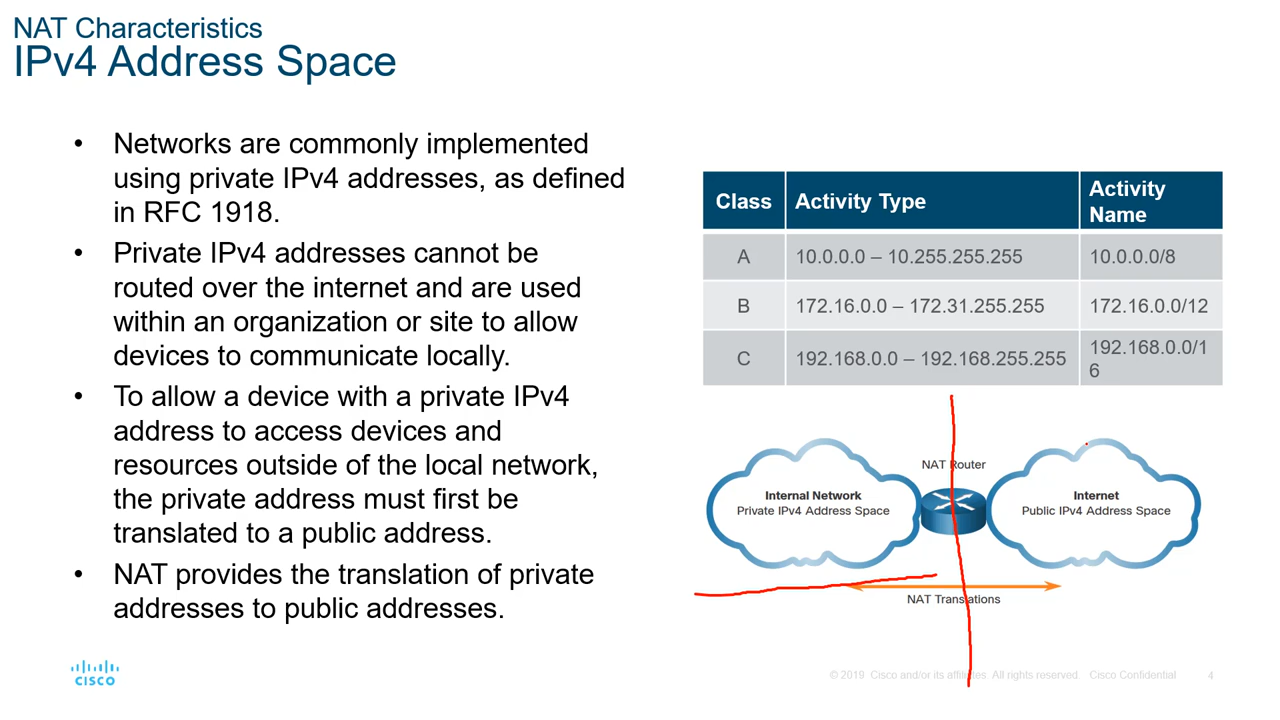 NAT Characteristics
IPv4 Address Space
• Networks are commonly implemented
using private IPv4 addresses, as defined
in RFC 1918.
• Private IPv4 addresses cannot be
routed over the internet and are used
within an organization or site to allow
devices to communicate locally.
• To allow a device with a private IPv4
address to access devices and
resources outside of the local network,
the private address must first be
translated to a public address.
• NAT provides the translation of private
addresses to public addresses.
Class Activity Type Activity
Name
A 10.0.0.0 – 10.255.255.255 10.0.0.0/8
B 172.16.0.0 – 172.31.255.255 172.16.0.0/12
C 192.168.0.0 – 192.168.255.255 192.168.0.0/1
6
NAT Router
Internal Network
Private IPv4 Address Space
Internet
Public IPv4 Address Space
NAT Translations
CISCO
© 2019 Cisco and/or its affiliates. All rights reserved. Cisco Confidential
4